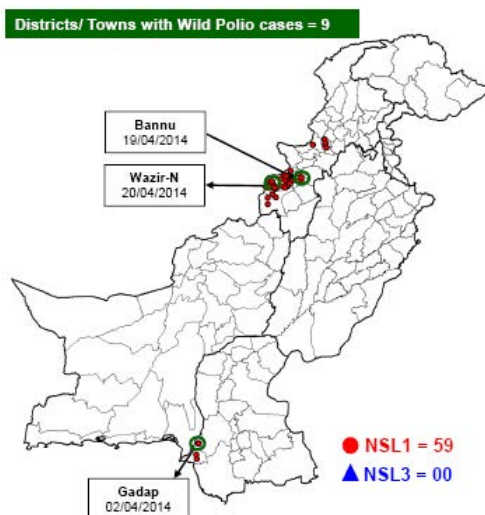 Districts/ Towns with Wild Polio cases = 9
Bannu
19/04/2014
Wazir-N
20/04/2014
NSL1 = 59
NSL3 = 00
Gadap
02/04/2014